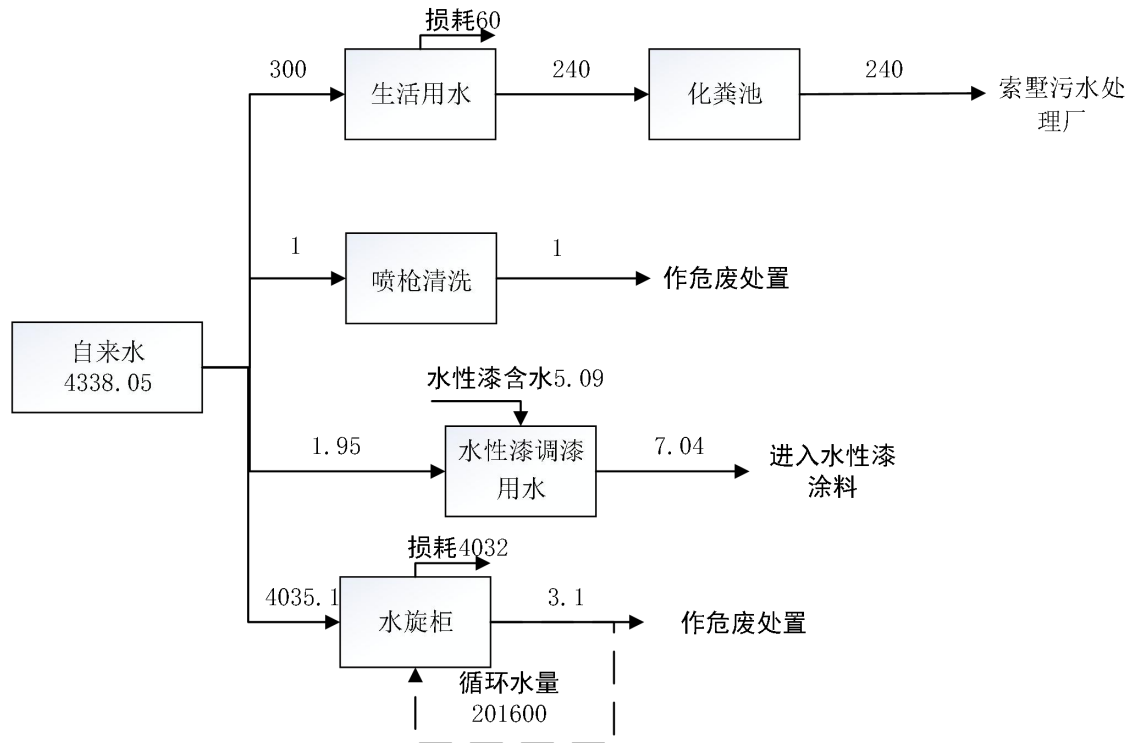 损耗60
300
生活用水
240
化粪池
240
索墅污水处
理厂
1
喷枪清洗
1
作危废处置
自来水
4338.05
水性漆含水5.09
1.95
水性漆调漆
用水
7.04
进入水性漆
涂料
损耗4032
4035.1
水旋柜
3.1
作危废处置
循环水量
201600